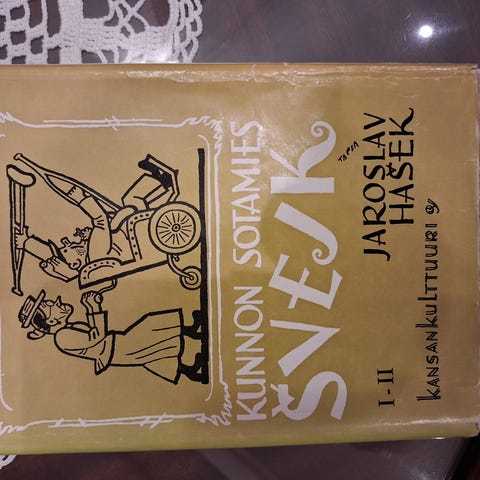 KUNNON SOTAMIES
ŠVEJK
I-II
JAROSLAV
HAŠEK
KANSANKULTTUURI